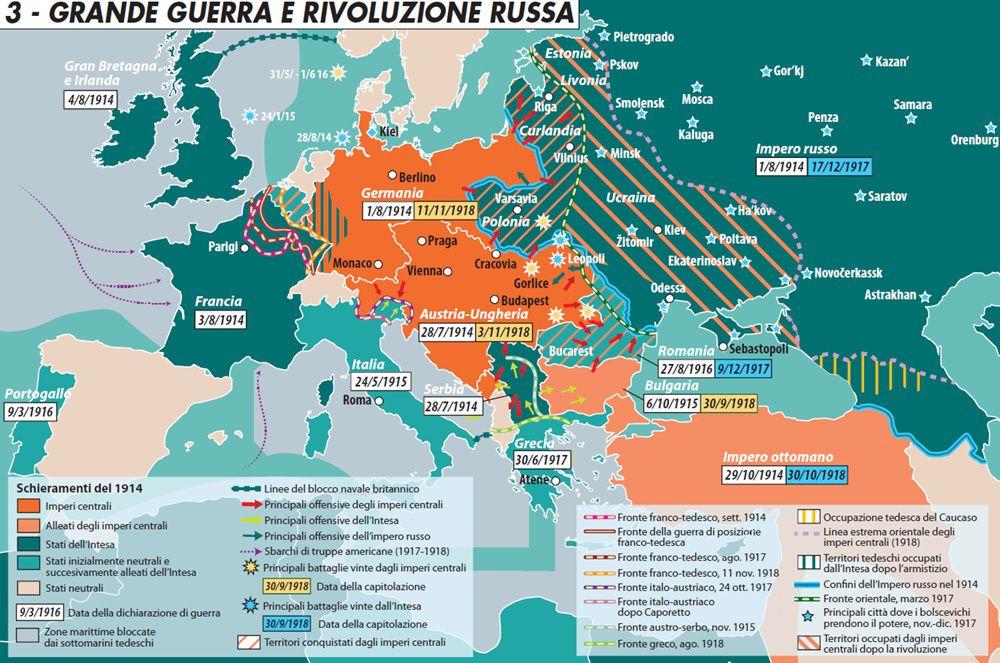 3 - GRANDE GUERRA E RIVOLUZIONE RUSSA
Gran Bretagna
e Irlanda
4/8/1914
31/5/ - 1/6 16
24/1/15
28/8/14
Kiel
Estonia
Livonia
Riga
Curlandia
Vilnius
Pietrogrado
Pskov
Smolensk
Mosca
Kaluga
Gor'kj
Kazan'
Penza
Samara
Orenburg
Minsk
Impero russo
1/8/1914 17/12/1917
Saratov
Berlino
Germania
1/8/1914 11/11/1918
Varsavia
Polonia
Ucraina
Ha'kov
Kiev
Žitomir
Poltava
Ekaterinoslav
Novočerkassk
Astrakhan
Parigi
Praga
Monaco
Vienna
Cracovia
Leopoli
Gorlice
Budapest
Odessa
Francia
3/8/1914
Austria-Ungheria
28/7/1914 3/11/1918
Bucarest
Sebastopoli
Romania
27/8/1916 9/12/1917
Italia
24/5/1915
Roma
Serbia
28/7/1914
Bulgaria
6/10/1915 30/9/1918
Portogallo
9/3/1916
Grecia
30/6/1917
Atene
Impero ottomano
29/10/1914 30/10/1918
Schieramenti del 1914
Imperi centrali
Alleati degli imperi centrali
Stati dell'Intesa
Stati inizialmente neutrali e
successivamente alleati dell'Intesa
Stati neutrali
9/3/1916 Data della dichiarazione di guerra
Zone marittime bloccate
dai sottomarini tedeschi
Linee del blocco navale britannico
Principali offensive degli imperi centrali
Principali offensive dell'Intesa
Principali offensive dell'impero russo
Sbarchi di truppe americane (1917-1918)
Principali battaglie vinte dagli imperi centrali
30/9/1918 Data della capitolazione
Principali battaglie vinte dall'Intesa
30/9/1918 Data della capitolazione
Territori conquistati dagli imperi centrali
Fronte franco-tedesco, sett. 1914
Fronte della guerra di posizione
franco-tedesca
Fronte franco-tedesco, ago. 1917
Fronte franco-tedesco, 11 nov. 1918
Fronte italo-austriaco, 24 ott. 1917
Fronte italo-austriaco
dopo Caporetto
Fronte austro-serbo, nov. 1915
Fronte greco, ago. 1918
Occupazione tedesca del Caucaso
Linea estrema orientale degli
imperi centrali (1918)
Territori tedeschi occupati
dall'Intesa dopo l'armistizio
Confini dell'Impero russo nel 1914
Fronte orientale, marzo 1917
Principali città dove i bolscevichi
prendono il potere, nov.-dic. 1917
Territori occupati dagli imperi
centrali dopo la rivoluzione